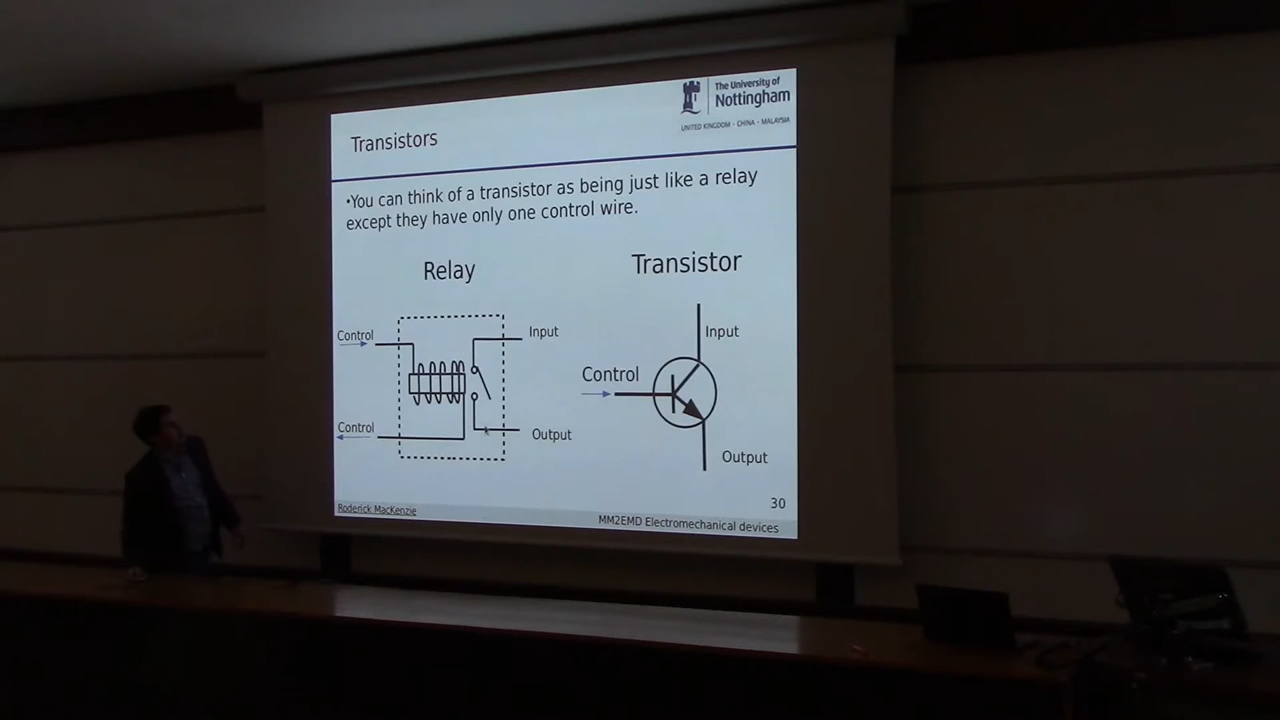 The University of
Nottingham
UNITED KINGDOM · CHINA · MALAYSIA
Transistors
•You can think of a transistor as being just like a relay
except they have only one control wire.
Relay
Transistor
Control
Input
Control
Output
Input
Control
Output
30
Roderick MacKenzie
MM2EMD Electromechanical devices